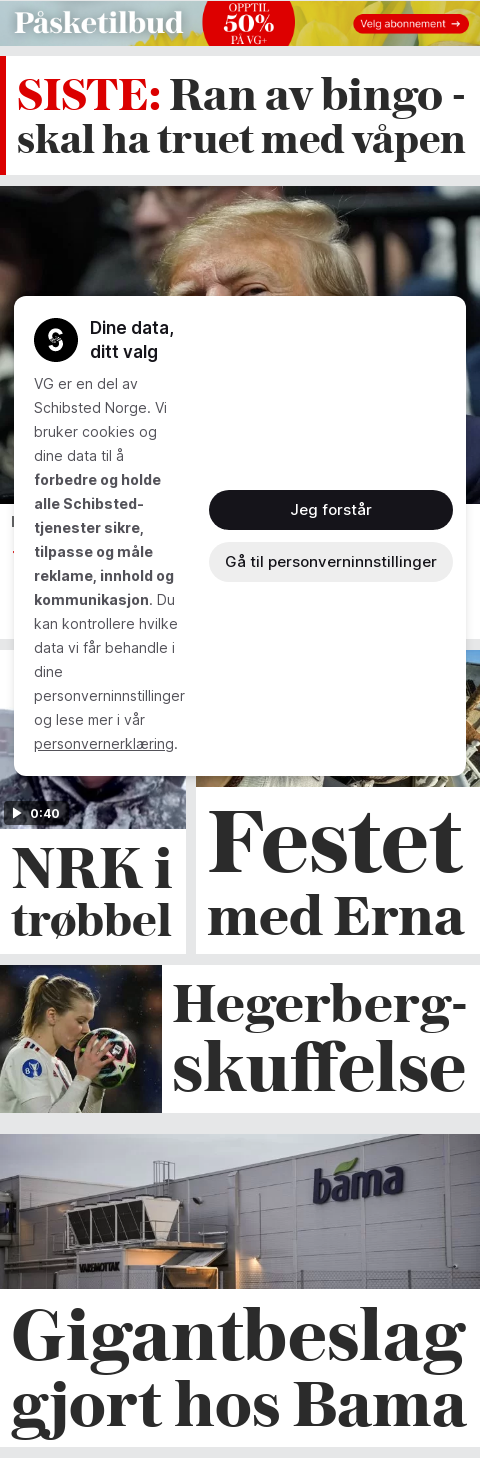 Påsketilbud
OPPTIL
50%
PÅ VG+
Velg abonnement →
SISTE: Ran av bingo -
skal ha truet med våpen
Dine data,
ditt valg
VG er en del av
Schibsted Norge. Vi
bruker cookies og
dine data til å
forbedre og holde
alle Schibsted-
tjenester sikre,
tilpasse og måle
reklame, innhold og
kommunikasjon. Du
kan kontrollere hvilke
data vi får behandle i
dine
personverninnstillinger
og lese mer i vår
personvernerklæring.
Jeg forstår
Gå til personverninnstillinger
0:40
NRK i
trøbbel
Festet
med Erna
Hegerberg-
skuffelse
bama
VAREMOTTAK
Gigantbeslag
gjort hos Bama